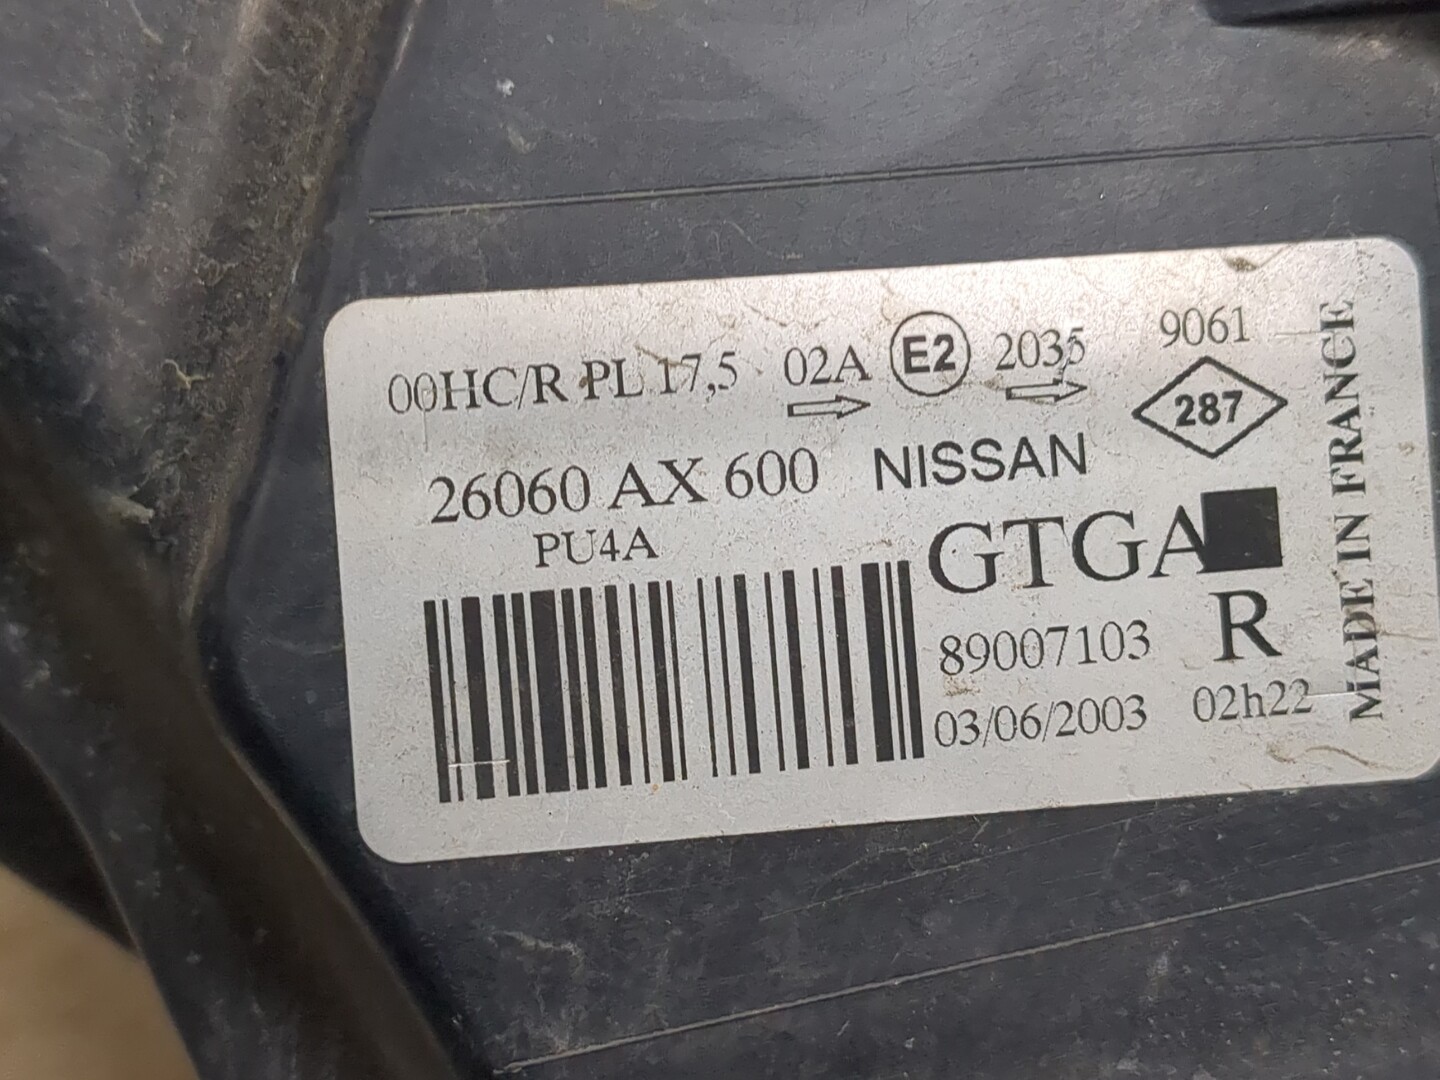 00HC/R PL 17,5 02A E2 2035 9061
287
26060 AX 600 NISSAN
PU4A
GTGA
R
89007103
03/06/2003 02h22
MADE IN FRANCE